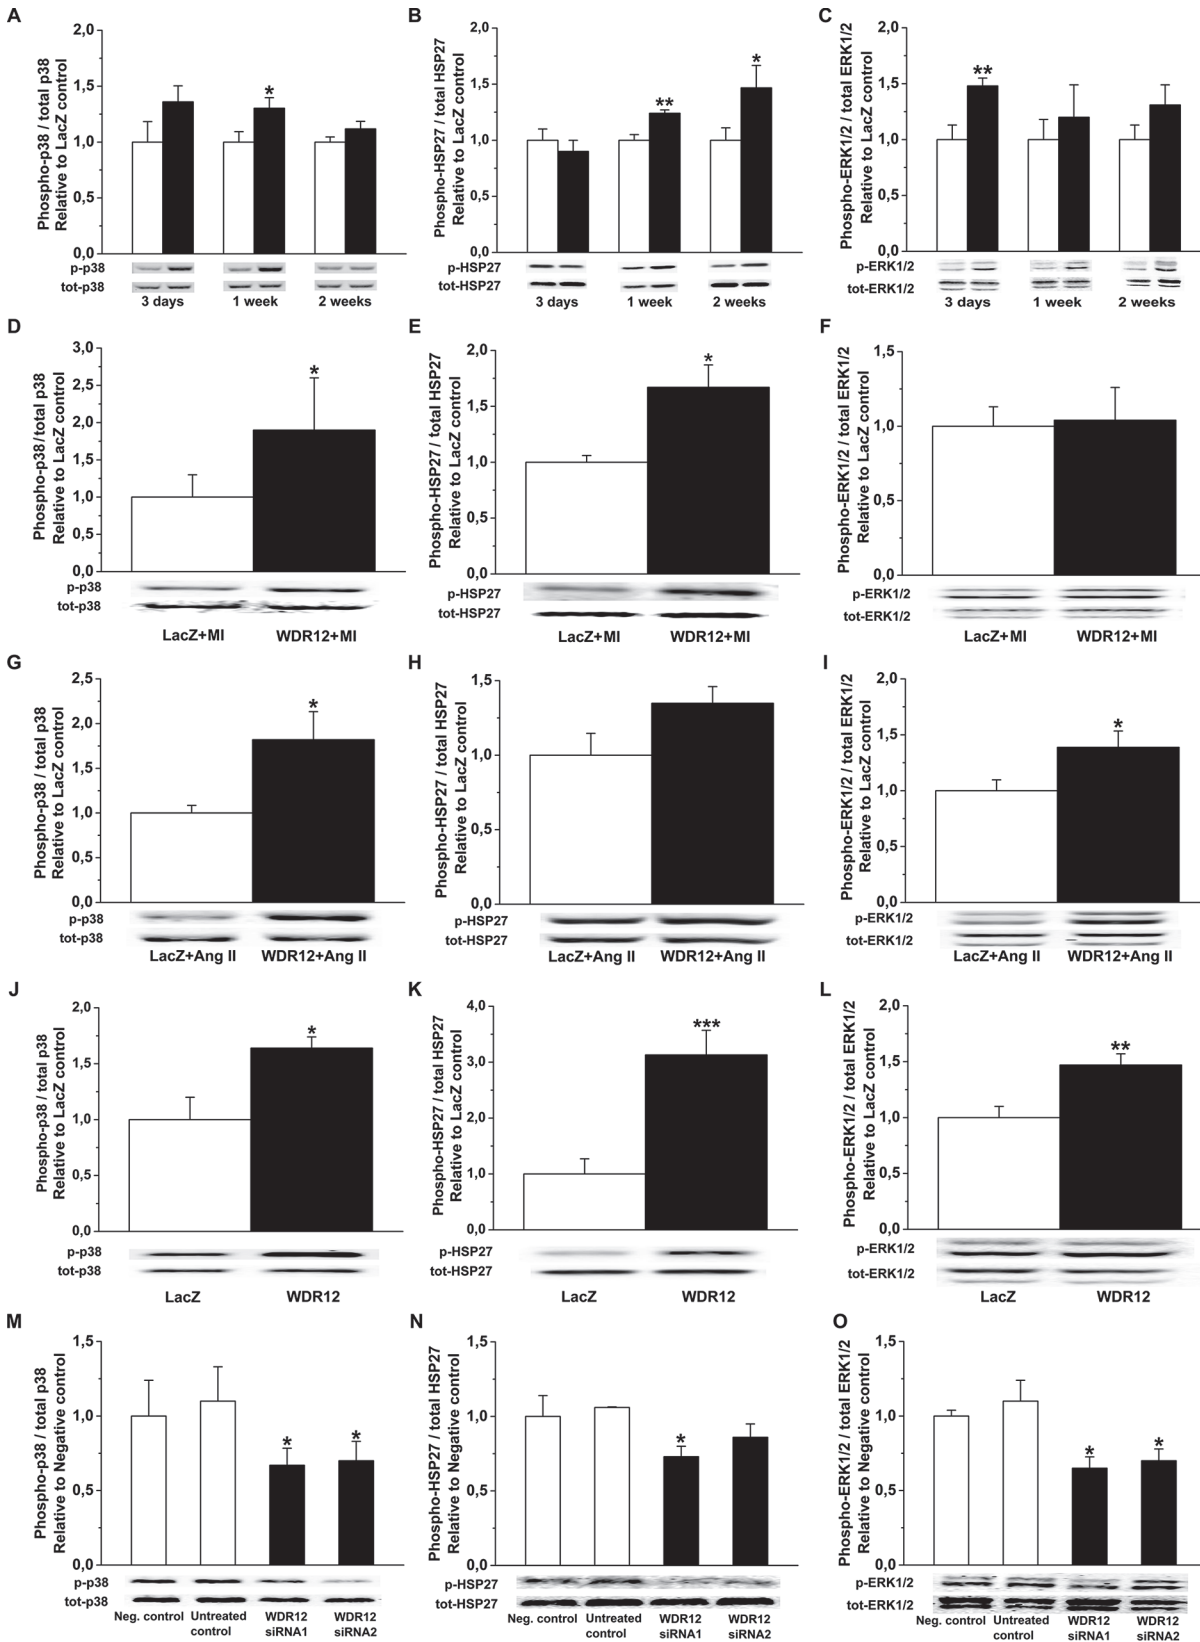 A
Phospho-p38 / total p38
Relative to LacZ control
2,0
1,5
1,0
0,5
0,0
*
p-p38
tot-p38
3 days 1 week 2 weeks
B
Phospho-HSP27 / total HSP27
Relative to LacZ control
2,0
1,5
1,0
0,5
0,0
**
*
p-HSP27
tot-HSP27
3 days 1 week 2 weeks
C
Phospho-ERK1/2 / total ERK1/2
Relative to LacZ control
2,0
1,5
1,0
0,5
0,0
**
p-ERK1/2
tot-ERK1/2
3 days 1 week 2 weeks
D
Phospho-p38 / total p38
Relative to LacZ control
3,0
2,5
2,0
1,5
1,0
0,5
0,0
*
p-p38
tot-p38
LacZ+MI WDR12+MI
E
Phospho-HSP27 / total HSP27
Relative to LacZ control
2,0
1,5
1,0
0,5
0,0
*
p-HSP27
tot-HSP27
LacZ+MI WDR12+MI
F
Phospho-ERK1/2 / total ERK1/2
Relative to LacZ control
1,5
1,0
0,5
0,0
p-ERK1/2
tot-ERK1/2
LacZ+MI WDR12+MI
G
Phospho-p38 / total p38
Relative to LacZ control
2,5
2,0
1,5
1,0
0,5
0,0
*
p-p38
tot-p38
LacZ+Ang II WDR12+Ang II
H
Phospho-HSP27 / total HSP27
Relative to LacZ control
1,5
1,0
0,5
0,0
p-HSP27
tot-HSP27
LacZ+Ang II WDR12+Ang II
I
Phospho-ERK1/2 / total ERK1/2
Relative to LacZ control
2,0
1,5
1,0
0,5
0,0
*
p-ERK1/2
tot-ERK1/2
LacZ+Ang II WDR12+Ang II
J
Phospho-p38 / total p38
Relative to LacZ control
2,0
1,5
1,0
0,5
0,0
*
p-p38
tot-p38
LacZ WDR12
K
Phospho-HSP27 / total HSP27
Relative to LacZ control
4,0
3,0
2,0
1,0
0,0
***
p-HSP27
tot-HSP27
LacZ WDR12
L
Phospho-ERK1/2 / total ERK1/2
Relative to LacZ control
2,0
1,5
1,0
0,5
0,0
**
p-ERK1/2
tot-ERK1/2
LacZ WDR12
M
Phospho-p38 / total p38
Relative to Negative control
1,5
1,0
0,5
0,0
* *
p-p38
tot-p38
Neg. control Untreated WDR12 WDR12
control siRNA1 siRNA2
N
Phospho-HSP27 / total HSP27
Relative to Negative control
1,5
1,0
0,5
0,0
*
p-HSP27
tot-HSP27
Neg. control Untreated WDR12 WDR12
control siRNA1 siRNA2
O
Phospho-ERK1/2 / total ERK1/2
Relative to Negative control
1,5
1,0
0,5
0,0
* *
p-ERK1/2
tot-ERK1/2
Neg. control Untreated WDR12 WDR12
control siRNA1 siRNA2